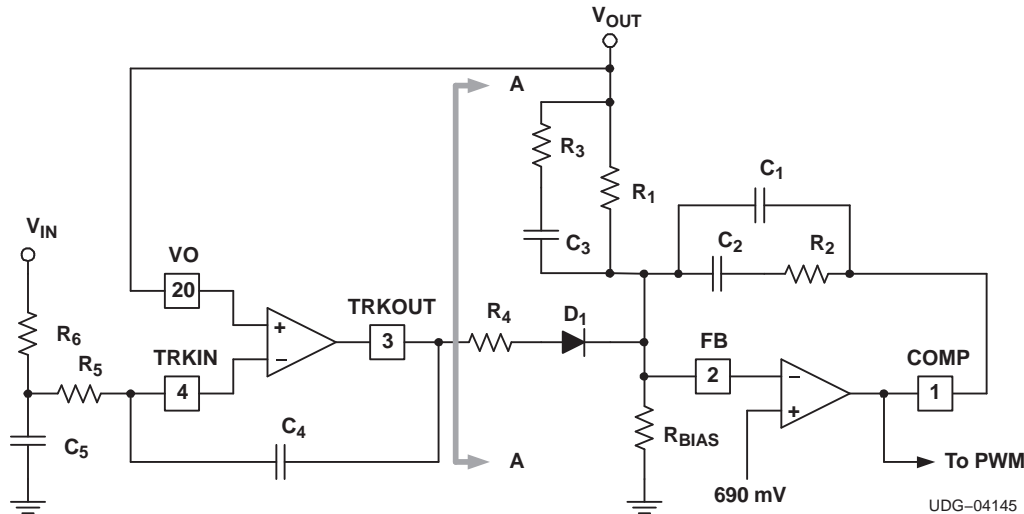 VOUT
A
R3
R1
C1
C3
C2
R2
VIN
VO
20
TRKOUT
+
3
R4
D1
R6
R5
TRKIN
−
4
FB
2
−
COMP
1
+
C5
C4
RBIAS
A
690 mV
To PWM
UDG−04145